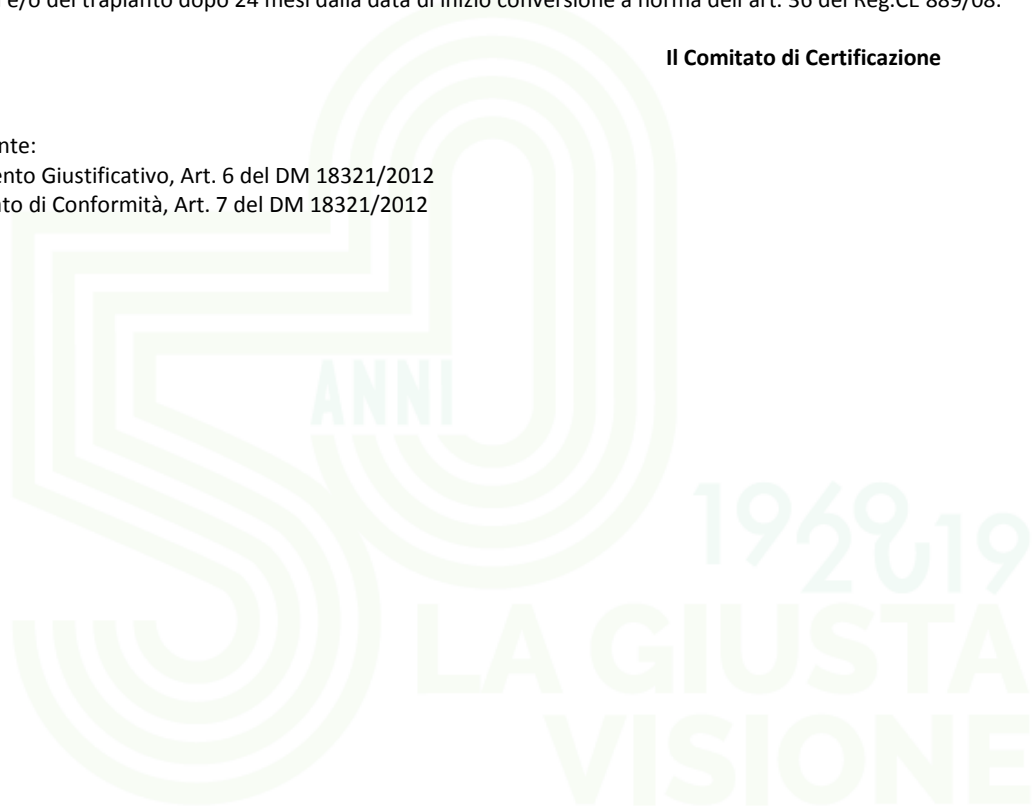 e/o del trapianto dopo 24 mesi dalla data di inizio conversione a norma dell'art. 36 del Reg.CE 889/08.
Il Comitato di Certificazione
nte:
ento Giustificativo, Art. 6 del DM 18321/2012
ato di Conformità, Art. 7 del DM 18321/2012
50
ANNI
1969
2019
LA GIUSTA
VISIONE